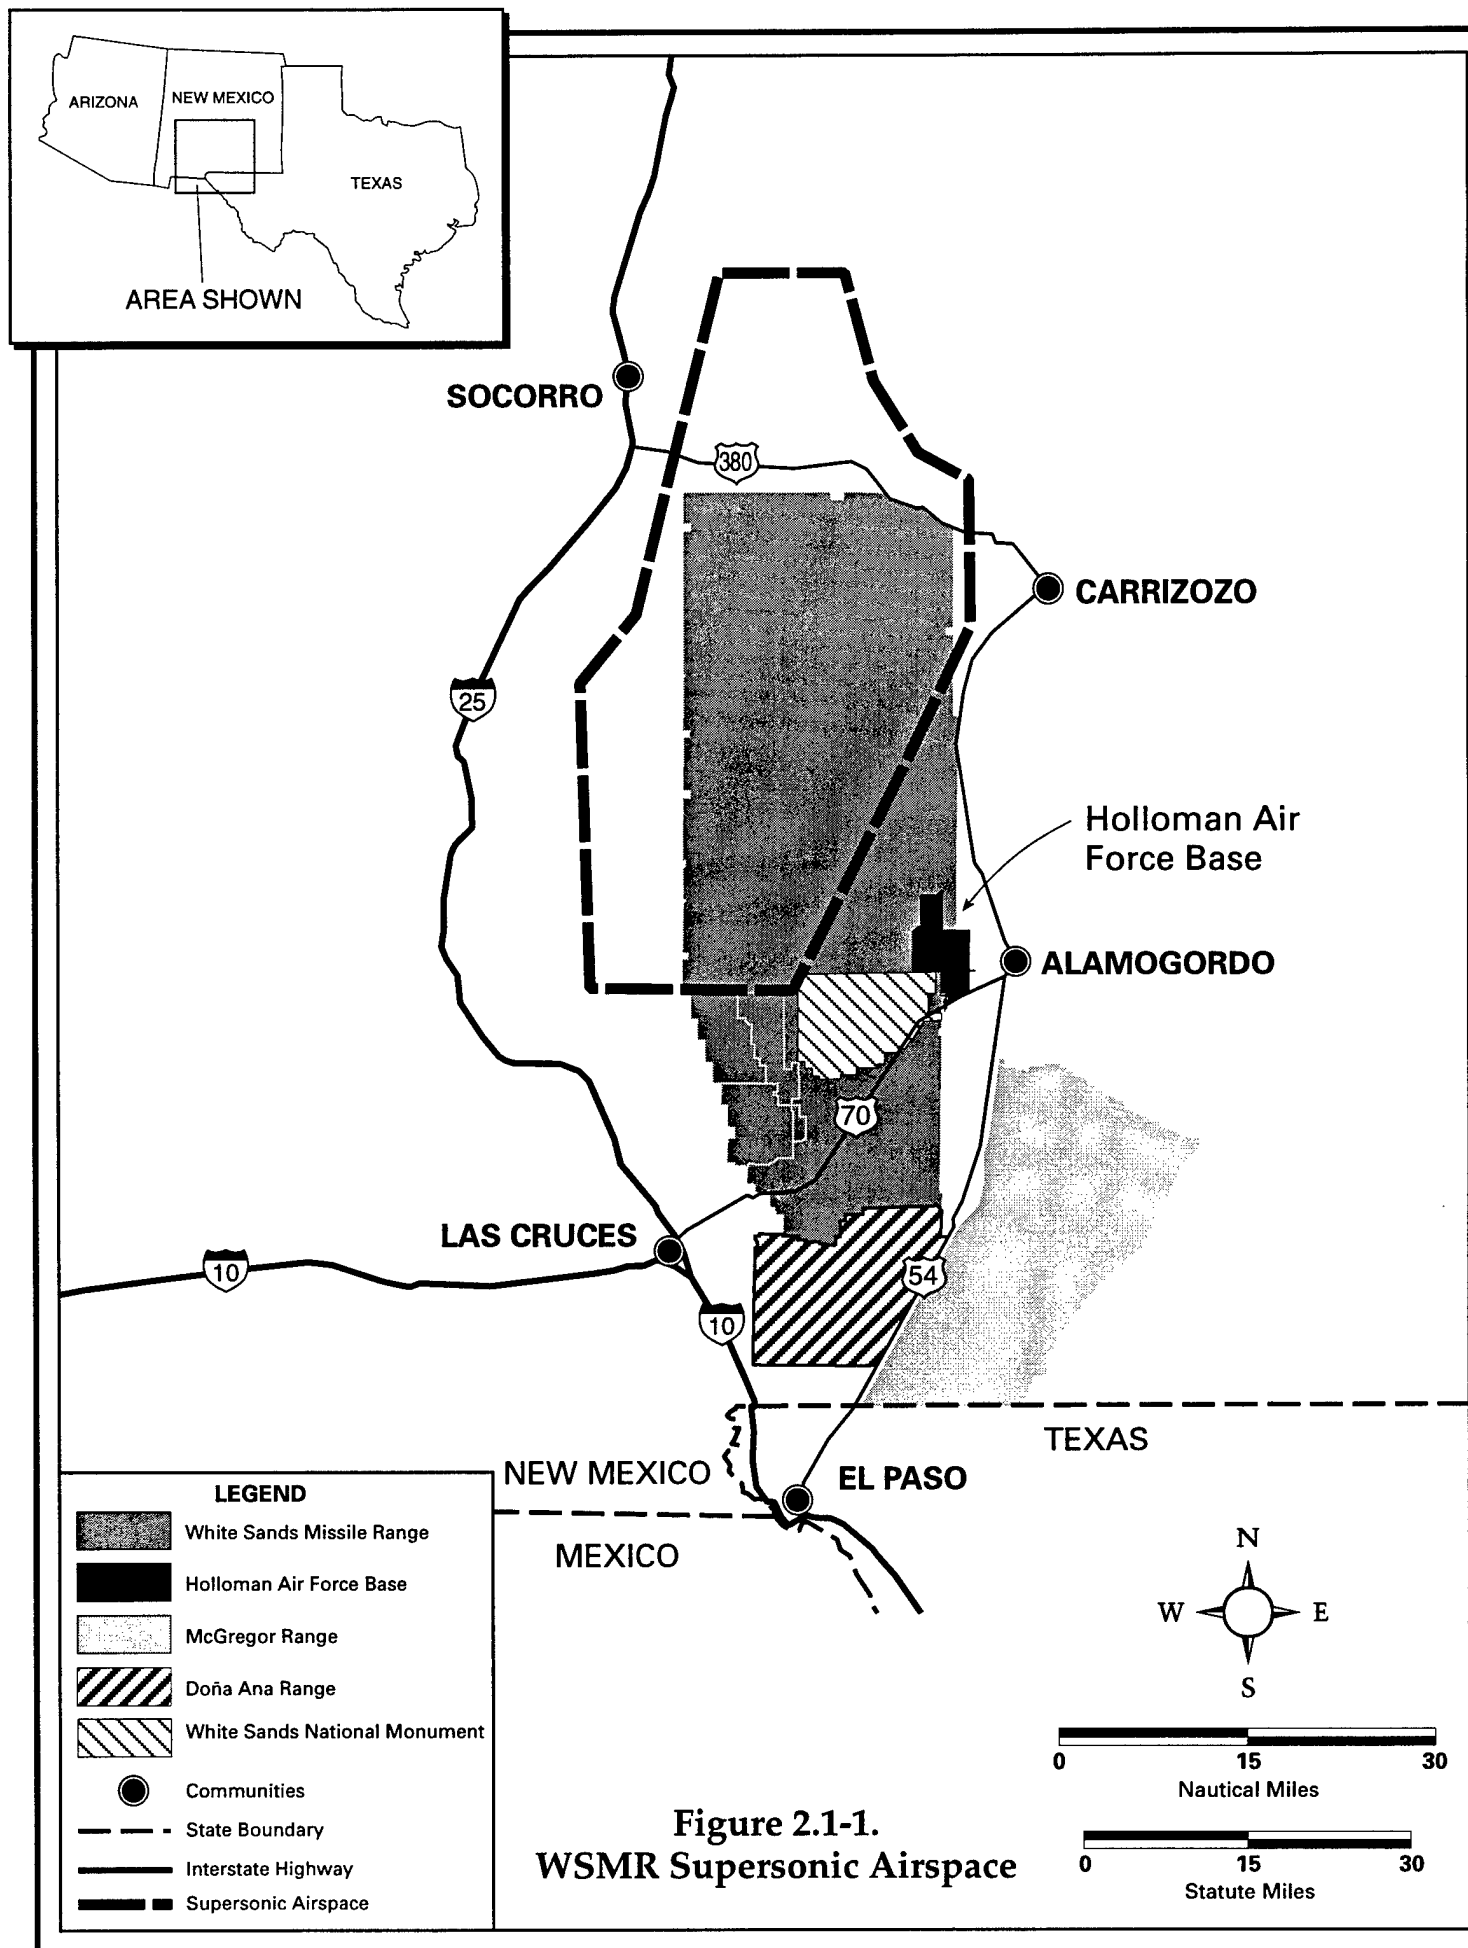 ARIZONA
NEW MEXICO
TEXAS
AREA SHOWN
SOCORRO
380
CARRIZOZO
25
Holloman Air
Force Base
ALAMOGORDO
70
LAS CRUCES
10
54
10
TEXAS
NEW MEXICO
EL PASO
MEXICO
LEGEND
White Sands Missile Range
Holloman Air Force Base
McGregor Range
Doña Ana Range
White Sands National Monument
Communities
State Boundary
Interstate Highway
Supersonic Airspace
N
W E
S
0 15 30
Nautical Miles
0 15 30
Statute Miles
Figure 2.1-1.
WSMR Supersonic Airspace